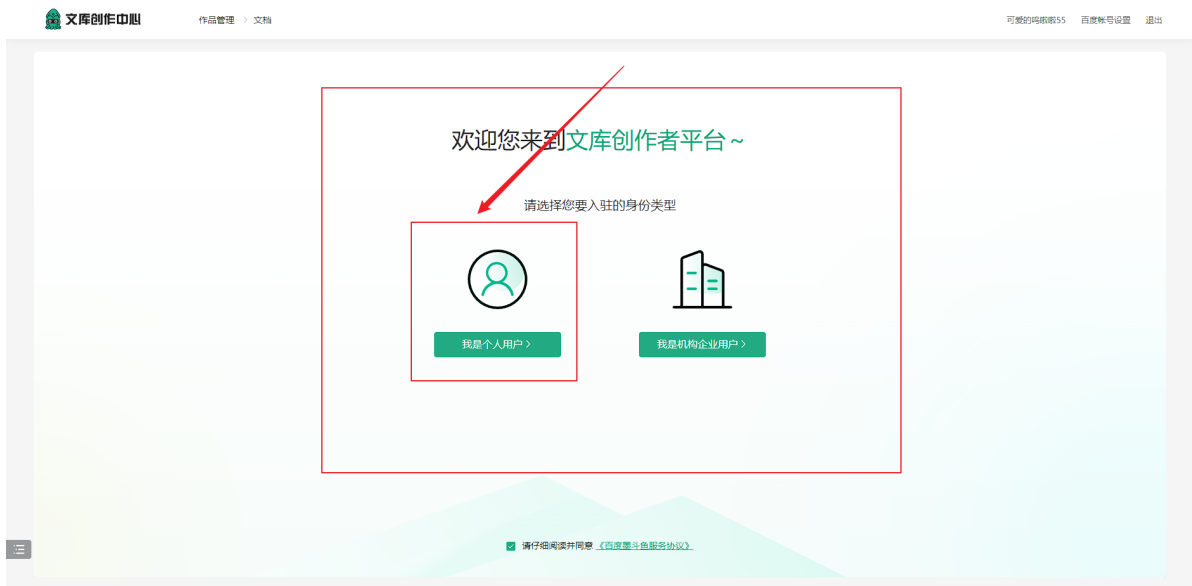 文库创作中心
作品管理 > 文档
可爱的呜啦啦55 百度帐号设置 退出
欢迎您来到文库创作者平台~
请选择您要入驻的身份类型
我是个人用户 >
我是机构企业用户 >
请仔细阅读并同意 《百度墨斗鱼服务协议》